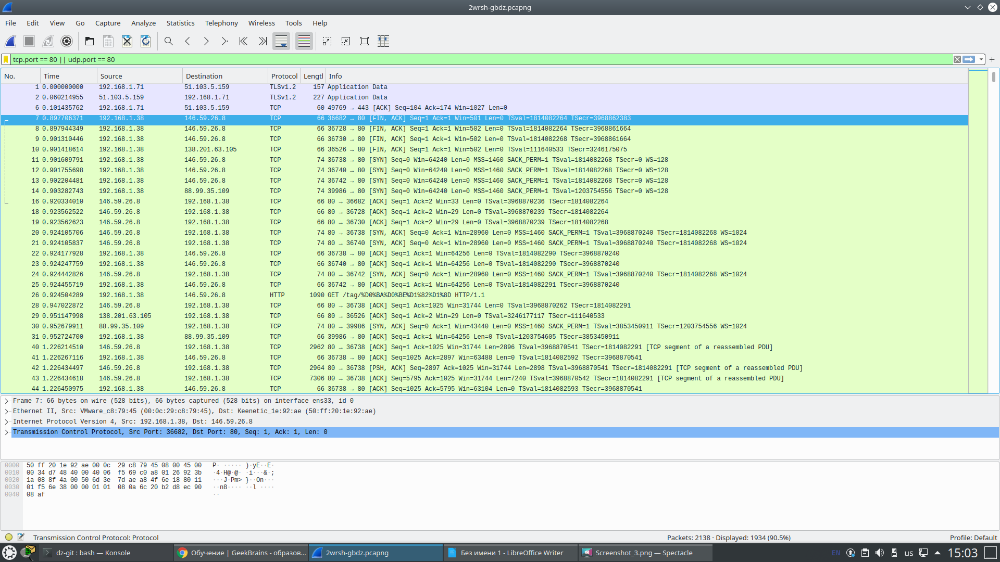 2wrsh-gbdz.pcapng
File Edit View Go Capture Analyze Statistics Telephony Wireless Tools Help
tcp.port == 80 || udp.port == 80
No. Time Source Destination Protocol Lengtl Info
1 0.000000000 192.168.1.71 51.103.5.159 TLSv1.2 157 Application Data
2 0.060214955 51.103.5.159 192.168.1.71 TLSv1.2 227 Application Data
6 0.101435762 192.168.1.71 51.103.5.159 TCP 60 49769 → 443 [ACK] Seq=104 Ack=174 Win=1027 Len=0
7 0.897706371 192.168.1.38 146.59.26.8 TCP 66 36682 → 80 [FIN, ACK] Seq=1 Ack=1 Win=501 Len=0 TSval=1814082264 TSecr=3968862383
8 0.897944349 192.168.1.38 146.59.26.8 TCP 66 36728 → 80 [FIN, ACK] Seq=1 Ack=1 Win=502 Len=0 TSval=1814082264 TSecr=3968861664
9 0.901310446 192.168.1.38 146.59.26.8 TCP 66 36730 → 80 [FIN, ACK] Seq=1 Ack=1 Win=502 Len=0 TSval=1814082268 TSecr=3968861664
10 0.901418614 192.168.1.38 138.201.63.105 TCP 66 36526 → 80 [FIN, ACK] Seq=1 Ack=1 Win=502 Len=0 TSval=111640533 TSecr=3246175075
11 0.901609791 192.168.1.38 146.59.26.8 TCP 74 36738 → 80 [SYN] Seq=0 Win=64240 Len=0 MSS=1460 SACK_PERM=1 TSval=1814082268 TSecr=0 WS=128
12 0.901755698 192.168.1.38 146.59.26.8 TCP 74 36740 → 80 [SYN] Seq=0 Win=64240 Len=0 MSS=1460 SACK_PERM=1 TSval=1814082268 TSecr=0 WS=128
13 0.902204481 192.168.1.38 146.59.26.8 TCP 74 36742 → 80 [SYN] Seq=0 Win=64240 Len=0 MSS=1460 SACK_PERM=1 TSval=1814082268 TSecr=0 WS=128
14 0.903282743 192.168.1.38 88.99.35.109 TCP 74 39986 → 80 [SYN] Seq=0 Win=64240 Len=0 MSS=1460 SACK_PERM=1 TSval=1203754556 TSecr=0 WS=128
16 0.920334010 146.59.26.8 192.168.1.38 TCP 66 80 → 36682 [ACK] Seq=1 Ack=2 Win=33 Len=0 TSval=3968870236 TSecr=1814082264
18 0.923562522 146.59.26.8 192.168.1.38 TCP 66 80 → 36728 [ACK] Seq=1 Ack=2 Win=29 Len=0 TSval=3968870239 TSecr=1814082264
19 0.923562623 146.59.26.8 192.168.1.38 TCP 66 80 → 36730 [ACK] Seq=1 Ack=2 Win=29 Len=0 TSval=3968870239 TSecr=1814082268
20 0.924105706 146.59.26.8 192.168.1.38 TCP 74 80 → 36738 [SYN, ACK] Seq=0 Ack=1 Win=28960 Len=0 MSS=1460 SACK_PERM=1 TSval=3968870240 TSecr=1814082268 WS=1024
21 0.924105837 146.59.26.8 192.168.1.38 TCP 74 80 → 36740 [SYN, ACK] Seq=0 Ack=1 Win=28960 Len=0 MSS=1460 SACK_PERM=1 TSval=3968870240 TSecr=1814082268 WS=1024
22 0.924177928 192.168.1.38 146.59.26.8 TCP 66 36738 → 80 [ACK] Seq=1 Ack=1 Win=64256 Len=0 TSval=1814082290 TSecr=3968870240
23 0.924247759 192.168.1.38 146.59.26.8 TCP 66 36740 → 80 [ACK] Seq=1 Ack=1 Win=64256 Len=0 TSval=1814082290 TSecr=3968870240
24 0.924442826 146.59.26.8 192.168.1.38 TCP 74 80 → 36742 [SYN, ACK] Seq=0 Ack=1 Win=28960 Len=0 MSS=1460 SACK_PERM=1 TSval=3968870240 TSecr=1814082268 WS=1024
25 0.924455719 192.168.1.38 146.59.26.8 TCP 66 36742 → 80 [ACK] Seq=1 Ack=1 Win=64256 Len=0 TSval=1814082291 TSecr=3968870240
26 0.924504289 192.168.1.38 146.59.26.8 HTTP 1090 GET /tag/%D0%BA%D0%BE%D1%82%D1%8D HTTP/1.1
28 0.947022872 146.59.26.8 192.168.1.38 TCP 66 80 → 36738 [ACK] Seq=1 Ack=1025 Win=31744 Len=0 TSval=3968870262 TSecr=1814082291
29 0.951147998 138.201.63.105 192.168.1.38 TCP 66 80 → 36526 [ACK] Seq=1 Ack=2 Win=29 Len=0 TSval=3246177117 TSecr=111640533
30 0.952679911 88.99.35.109 192.168.1.38 TCP 74 80 → 39986 [SYN, ACK] Seq=0 Ack=1 Win=43440 Len=0 MSS=1460 SACK_PERM=1 TSval=3853450911 TSecr=1203754556 WS=1024
31 0.952724700 192.168.1.38 88.99.35.109 TCP 66 39986 → 80 [ACK] Seq=1 Ack=1 Win=64256 Len=0 TSval=1203754605 TSecr=3853450911
40 1.226214510 146.59.26.8 192.168.1.38 TCP 2962 80 → 36738 [ACK] Seq=1 Ack=1025 Win=31744 Len=2896 TSval=3968870541 TSecr=1814082291 [TCP segment of a reassembled PDU]
41 1.226267116 192.168.1.38 146.59.26.8 TCP 66 36738 → 80 [ACK] Seq=1025 Ack=2897 Win=63488 Len=0 TSval=1814082592 TSecr=3968870541
42 1.226434497 146.59.26.8 192.168.1.38 TCP 2964 80 → 36738 [PSH, ACK] Seq=2897 Ack=1025 Win=31744 Len=2898 TSval=3968870541 TSecr=1814082291 [TCP segment of a reassembled PDU]
43 1.226434618 146.59.26.8 192.168.1.38 TCP 7306 80 → 36738 [ACK] Seq=5795 Ack=1025 Win=31744 Len=7240 TSval=3968870542 TSecr=1814082291 [TCP segment of a reassembled PDU]
44 1.226450975 192.168.1.38 146.59.26.8 TCP 66 36738 → 80 [ACK] Seq=1025 Ack=5795 Win=63104 Len=0 TSval=1814082593 TSecr=3968870541
Frame 7: 66 bytes on wire (528 bits), 66 bytes captured (528 bits) on interface ens33, id 0
Ethernet II, Src: VMware_c8:79:45 (00:0c:29:c8:79:45), Dst: Keenetic_1e:92:ae (50:ff:20:1e:92:ae)
Internet Protocol Version 4, Src: 192.168.1.38, Dst: 146.59.26.8
Transmission Control Protocol, Src Port: 36682, Dst Port: 80, Seq: 1, Ack: 1, Len: 0
0000 50 ff 20 1e 92 ae 00 0c 29 c8 79 45 08 00 45 00 P· ····· )·yE··E·
0010 00 34 d7 48 40 00 40 06 f5 69 c0 a8 01 26 92 3b ·4·H@·@· ·i···&·;
0020 1a 08 8f 4a 00 50 6d 3e 7d ae a8 4f 6e 18 80 11 ···J·Pm> }··On···
0030 01 f5 6e 38 00 00 01 01 08 0a 6c 20 b2 d8 ec 90 ··n8···· ··l ····
0040 08 af ··
Transmission Control Protocol: Protocol Packets: 2138 · Displayed: 1934 (90.5%) Profile: Default
dz-git : bash — Konsole Обучение | GeekBrains - образов... 2wrsh-gbdz.pcapng Без имени 1 - LibreOffice Writer Screenshot_3.png — Spectacle EN us 15:03